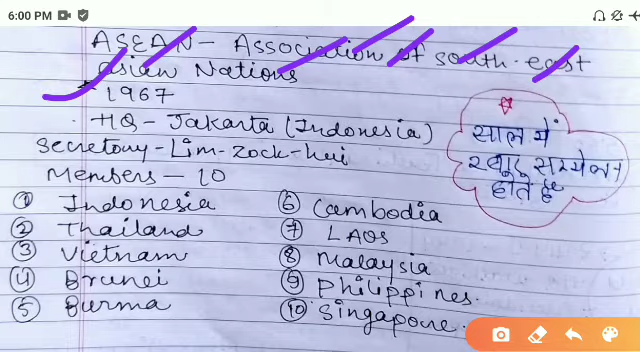 6:00 PM
ASEAN - Association of south-east
Asian Nations
* 1967
HQ - Jakarta (Indonesia)
Secretary - Lim-Zock-hui
Members - 10
① Indonesia
② Thailand
③ Vietnam
④ Brunei
⑤ Burma
⑥ Cambodia
⑦ LAOS
⑧ Malaysia
⑨ Philippines.
⑩ Singapore.
साल में
सम्मेलन
होते है